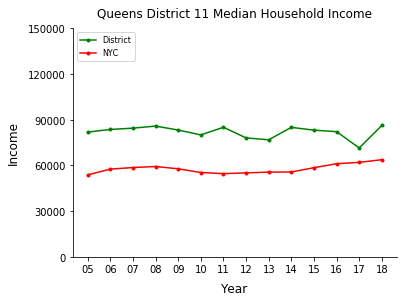 Queens District 11 Median Household Income
150000
120000
90000
60000
30000
0
Income
District
NYC
05 06 07 08 09 10 11 12 13 14 15 16 17 18
Year